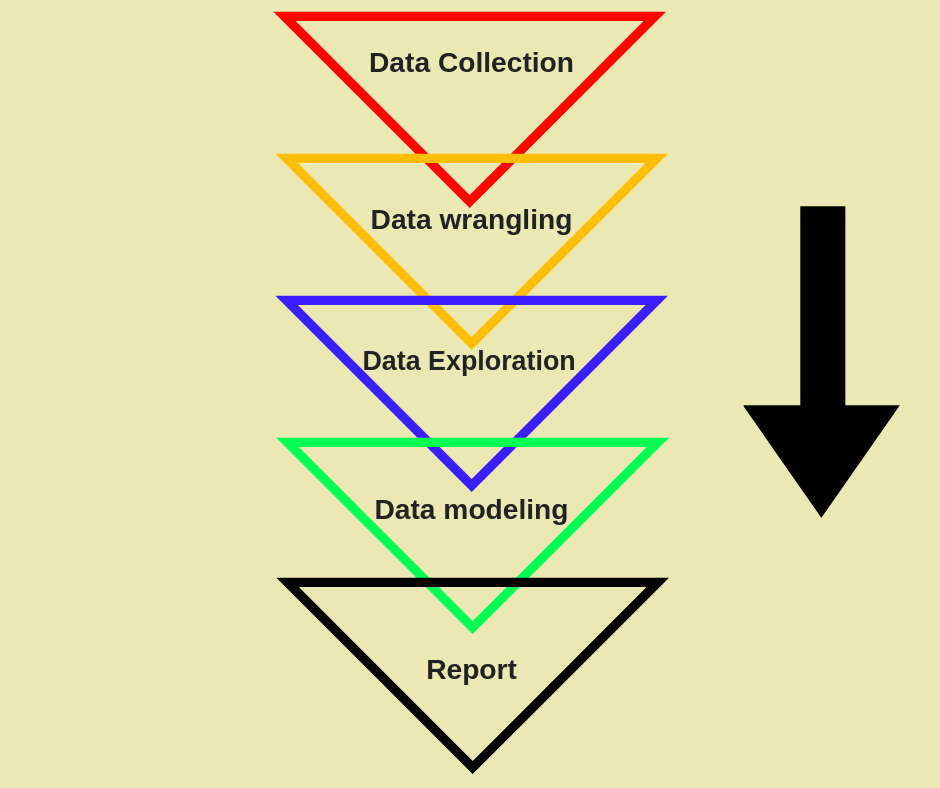 Data Collection
Data wrangling
Data Exploration
Data modeling
Report